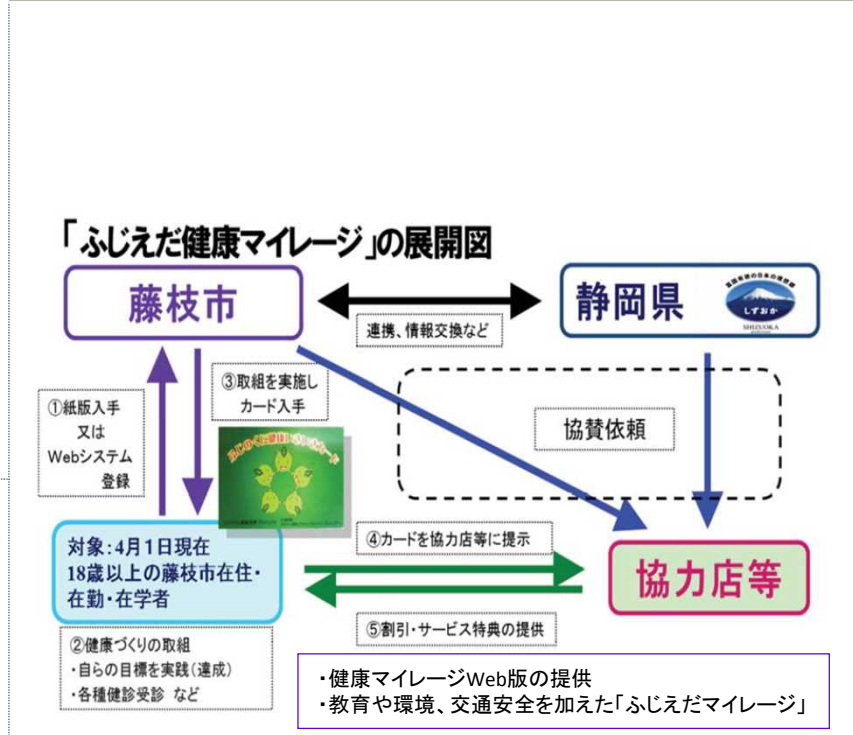 「ふじえだ健康マイレージ」の展開図
藤枝市
静岡県
しずおか
SHIZUOKA
連携、情報交換など
①紙版入手
又は
Webシステム
登録
③取組を実施し
カード入手
協賛依頼
対象:4月1日現在
18歳以上の藤枝市在住・
在勤・在学者
④カードを協力店等に提示
協力店等
⑤割引・サービス特典の提供
②健康づくりの取組
・自らの目標を実践(達成)
・各種健診受診 など
・健康マイレージWeb版の提供
・教育や環境、交通安全を加えた「ふじえだマイレージ」